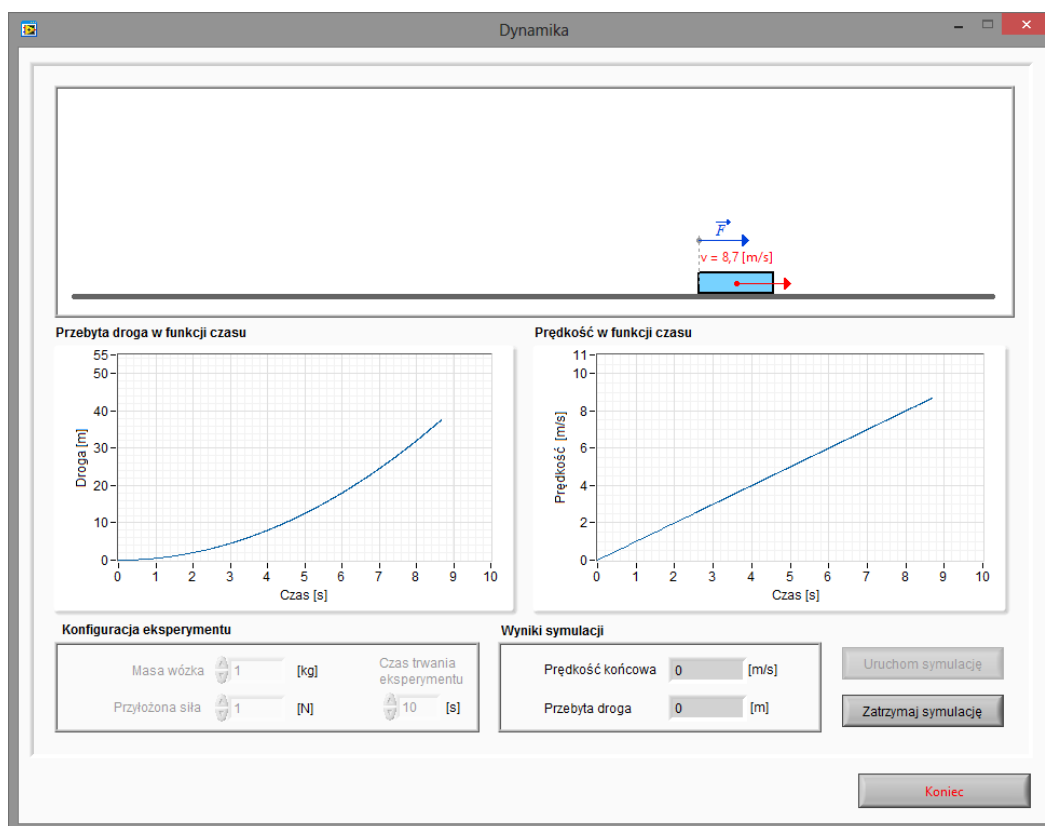 Dynamika
F
v = 8,7 [m/s]
Przebyta droga w funkcji czasu
55
50
40
30
20
10
0
Droga [m]
0 1 2 3 4 5 6 7 8 9 10
Czas [s]
Prędkość w funkcji czasu
11
10
8
6
4
2
0
Prędkość [m/s]
0 1 2 3 4 5 6 7 8 9 10
Czas [s]
Konfiguracja eksperymentu
Masa wózka 1 [kg]
Przyłożona siła 1 [N]
Czas trwania
eksperymentu
10 [s]
Wyniki symulacji
Prędkość końcowa 0 [m/s]
Przebyta droga 0 [m]
Uruchom symulację
Zatrzymaj symulację
Koniec